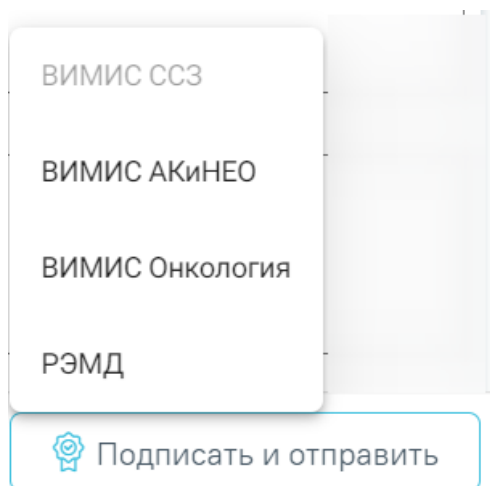 ВИМИС ССЗ
ВИМИС АКиНЕО
ВИМИС Онкология
РЭМД
Подписать и отправить